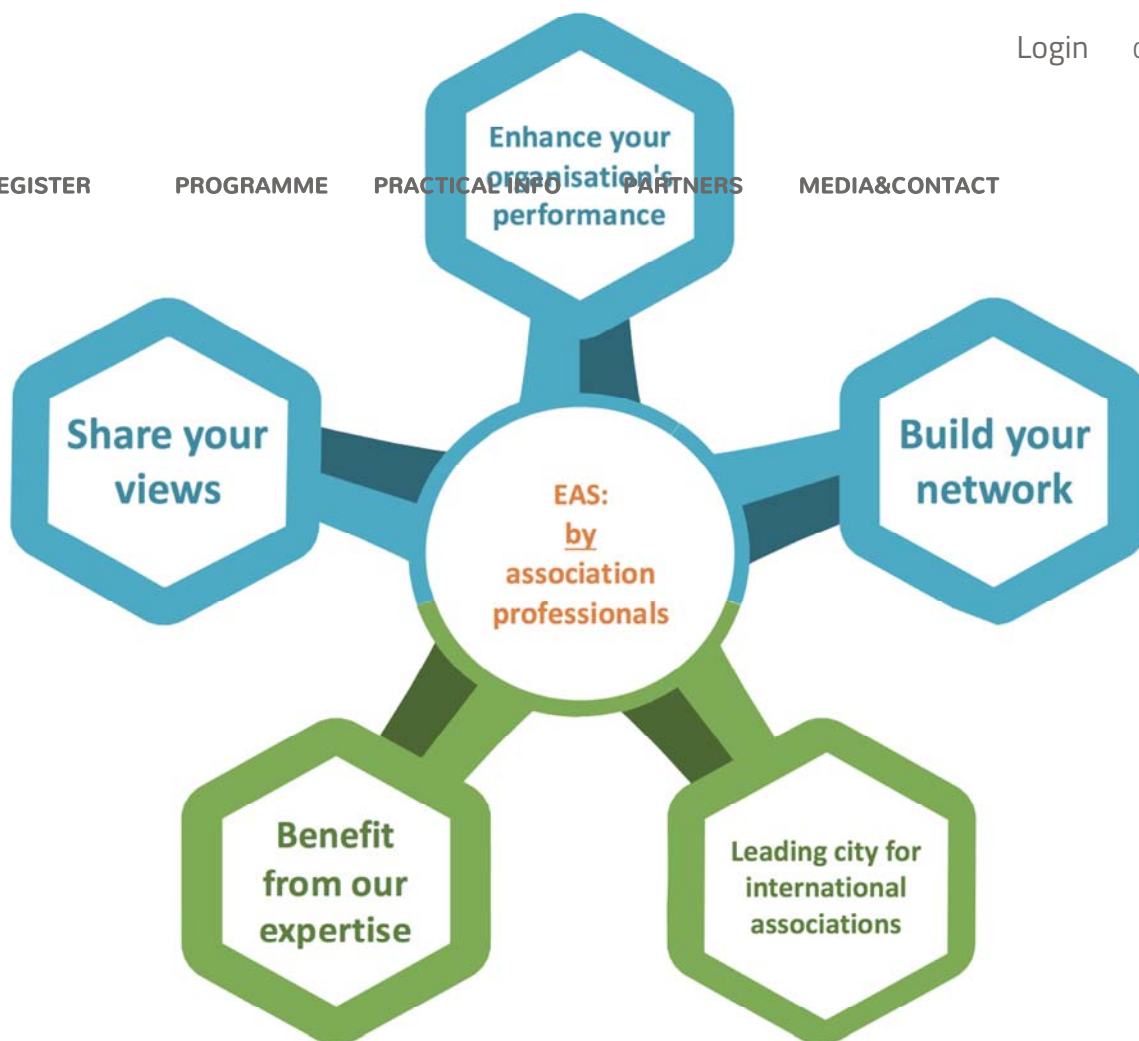 Login
Enhance your
organisation's
performance
EGISTER PROGRAMME PRACTICAL INFO PARTNERS MEDIA&CONTACT
Share your
views
Build your
network
EAS:
by
association
professionals
Benefit
from our
expertise
Leading city for
international
associations